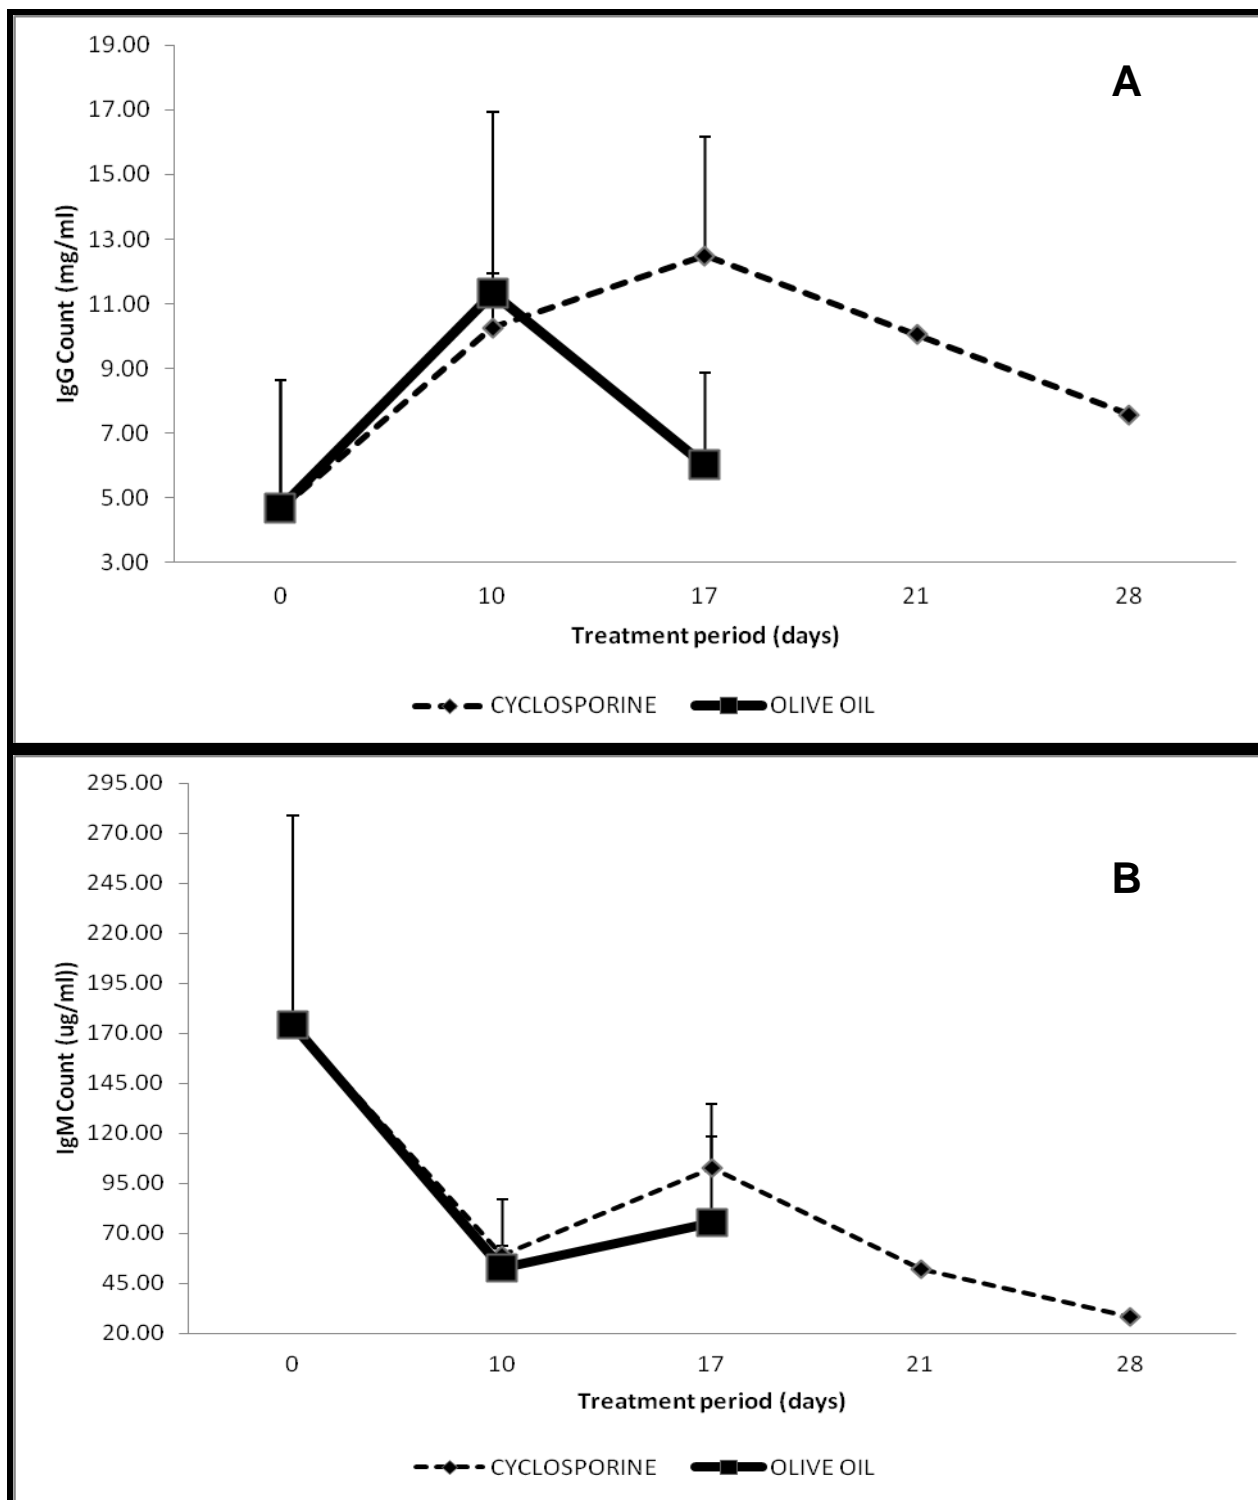 A
19.00
17.00
15.00
13.00
11.00
9.00
7.00
5.00
3.00
IgG Count (mg/ml)
0 10 17 21 28
Treatment period (days)
CYCLOSPORINE OLIVE OIL
B
295.00
270.00
245.00
220.00
195.00
170.00
145.00
120.00
95.00
70.00
45.00
20.00
IgM Count (ug/ml))
0 10 17 21 28
Treatment period (days)
CYCLOSPORINE OLIVE OIL